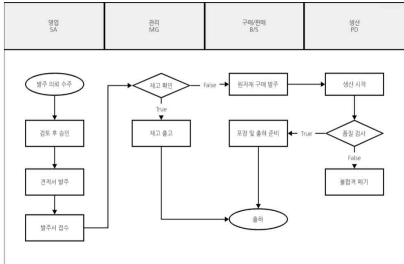 영업
SA
관리
MG
구매/판매
B/S
생산
PD
발주 의뢰 수주
재고 확인
False
원자재 구매 발주
생산 시작
True
검토 후 승인
재고 출고
포장 및 출하 준비
True
품질 검사
False
견적서 발주
불합격 폐기
발주서 접수
출하